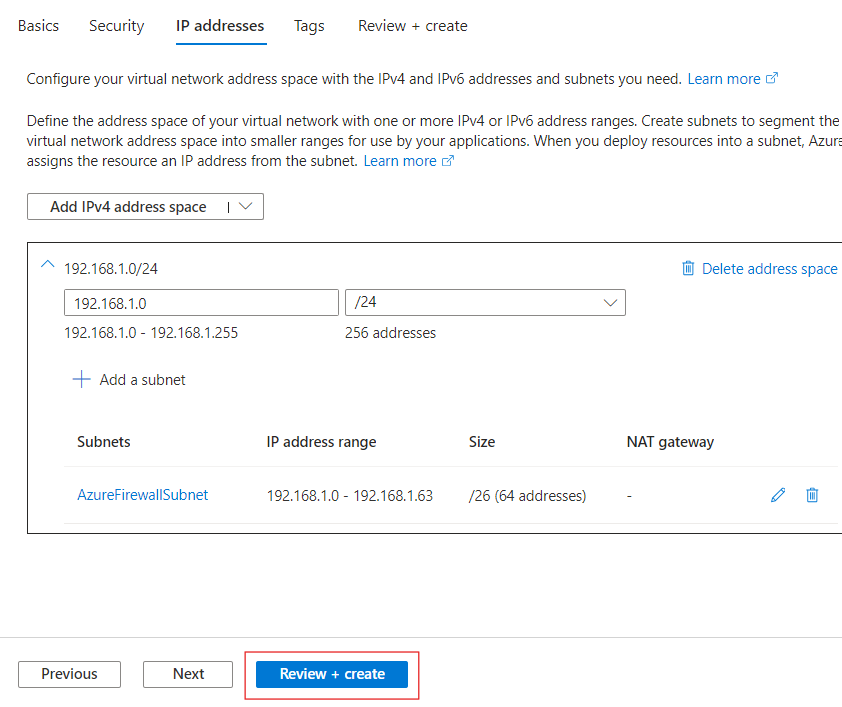 Basics Security IP addresses Tags Review + create
Configure your virtual network address space with the IPv4 and IPv6 addresses and subnets you need. Learn more
Define the address space of your virtual network with one or more IPv4 or IPv6 address ranges. Create subnets to segment the
virtual network address space into smaller ranges for use by your applications. When you deploy resources into a subnet, Azure
assigns the resource an IP address from the subnet. Learn more
Add IPv4 address space
192.168.1.0/24 Delete address space
192.168.1.0 /24
192.168.1.0 - 192.168.1.255 256 addresses
Add a subnet
Subnets IP address range Size NAT gateway
AzureFirewallSubnet 192.168.1.0 - 192.168.1.63 /26 (64 addresses) -
Previous Next Review + create